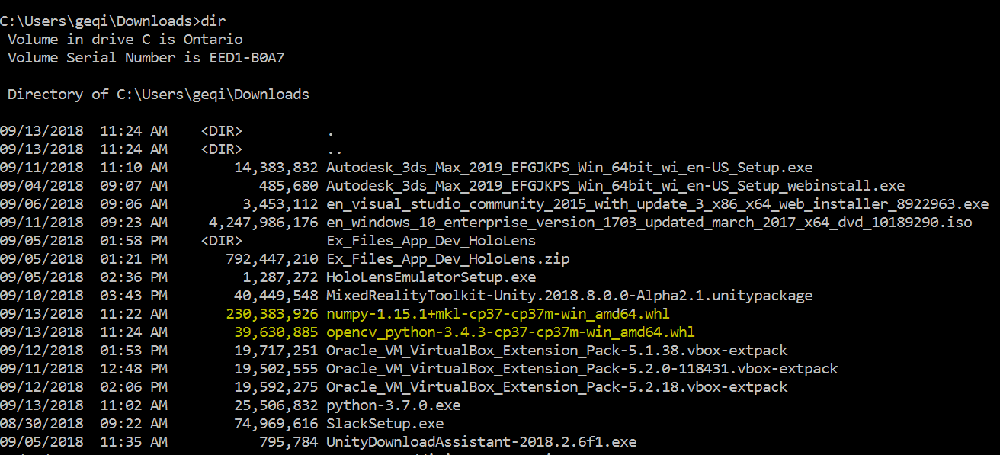 C:\Users\geqi\Downloads>dir
Volume in drive C is Ontario
Volume Serial Number is EED1-B0A7
Directory of C:\Users\geqi\Downloads
09/13/2018 11:24 AM <DIR> .
09/13/2018 11:24 AM <DIR> ..
09/11/2018 11:10 AM 14,383,832 Autodesk_3ds_Max_2019_EFGJKPS_Win_64bit_wi_en-US_Setup.exe
09/04/2018 09:07 AM 485,680 Autodesk_3ds_Max_2019_EFGJKPS_Win_64bit_wi_en-US_Setup_webinstall.exe
09/06/2018 09:06 AM 3,453,112 en_visual_studio_community_2015_with_update_3_x86_x64_web_installer_8922963.exe
09/11/2018 09:23 AM 4,247,986,176 en_windows_10_enterprise_version_1703_updated_march_2017_x64_dvd_10189290.iso
09/05/2018 01:58 PM <DIR> Ex_Files_App_Dev_HoloLens
09/05/2018 01:21 PM 792,447,210 Ex_Files_App_Dev_HoloLens.zip
09/05/2018 02:36 PM 1,287,272 HoloLensEmulatorSetup.exe
09/10/2018 03:43 PM 40,449,548 MixedRealityToolkit-Unity.2018.8.0.0-Alpha2.1.unitypackage
09/13/2018 11:22 AM 230,383,926 numpy-1.15.1+mkl-cp37-cp37m-win_amd64.whl
09/13/2018 11:24 AM 39,630,885 opencv_python-3.4.3-cp37-cp37m-win_amd64.whl
09/12/2018 01:53 PM 19,717,251 Oracle_VM_VirtualBox_Extension_Pack-5.1.38.vbox-extpack
09/11/2018 12:48 PM 19,502,555 Oracle_VM_VirtualBox_Extension_Pack-5.2.0-118431.vbox-extpack
09/12/2018 02:06 PM 19,592,275 Oracle_VM_VirtualBox_Extension_Pack-5.2.18.vbox-extpack
09/13/2018 11:02 AM 25,506,832 python-3.7.0.exe
08/30/2018 09:22 AM 74,969,616 SlackSetup.exe
09/05/2018 11:35 AM 795,784 UnityDownloadAssistant-2018.2.6f1.exe